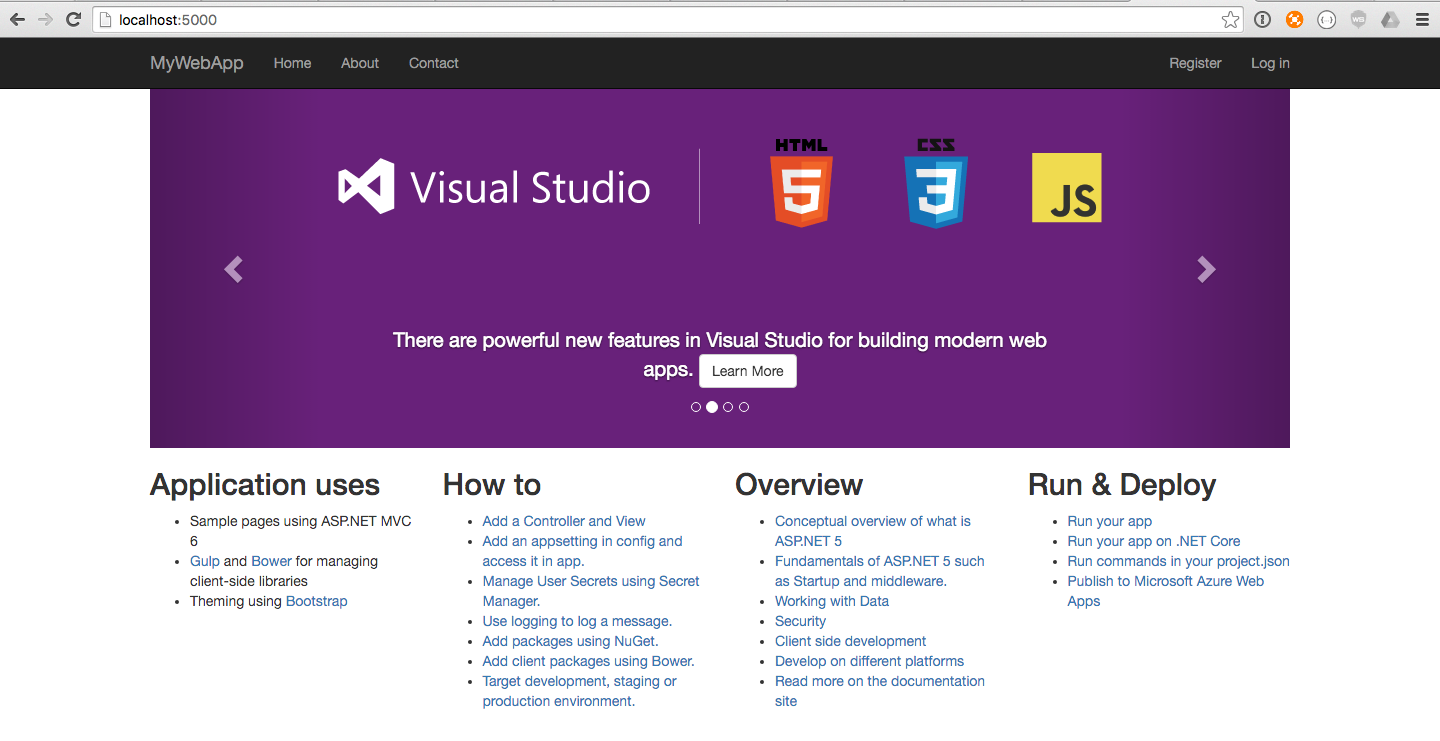 localhost:5000
MyWebApp Home About Contact Register Log in
Visual Studio
HTML
5
CSS
3
JS
There are powerful new features in Visual Studio for building modern web
apps. Learn More
Application uses
Sample pages using ASP.NET MVC
6
Gulp and Bower for managing
client-side libraries
Theming using Bootstrap
How to
Add a Controller and View
Add an appsetting in config and
access it in app.
Manage User Secrets using Secret
Manager.
Use logging to log a message.
Add packages using NuGet.
Add client packages using Bower.
Target development, staging or
production environment.
Overview
Conceptual overview of what is
ASP.NET 5
Fundamentals of ASP.NET 5 such
as Startup and middleware.
Working with Data
Security
Client side development
Develop on different platforms
Read more on the documentation
site
Run & Deploy
Run your app
Run your app on .NET Core
Run commands in your project.json
Publish to Microsoft Azure Web
Apps